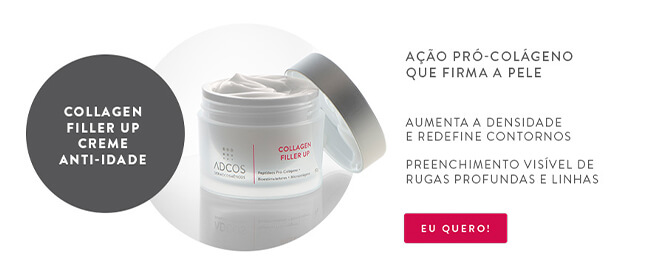 COLLAGEN
FILLER UP
CREME
ANTI-IDADE
ADCOS
COLLAGEN
FILLER UP
AÇÃO PRÓ-COLÁGENO
QUE FIRMA A PELE
AUMENTA A DENSIDADE
E REDEFINE CONTORNOS
PREENCHIMENTO VISÍVEL DE
RUGAS PROFUNDAS E LINHAS
EU QUERO!